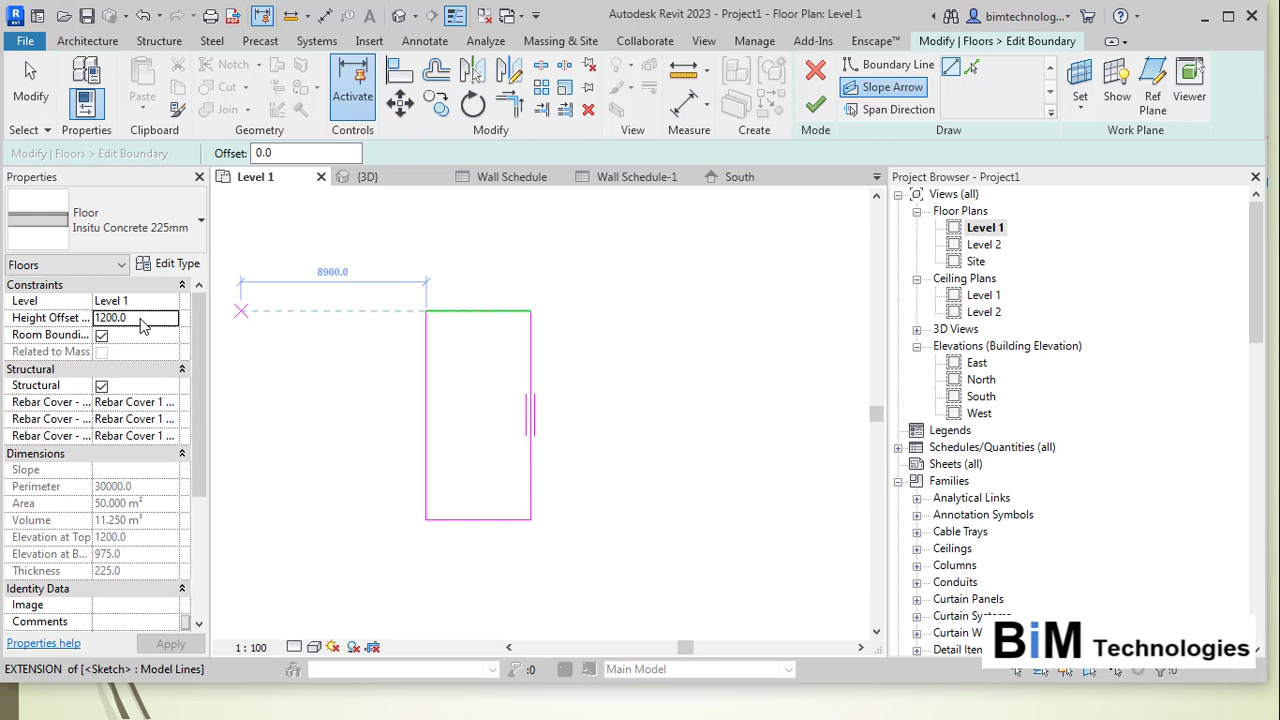 Autodesk Revit 2023 - Project1 - Floor Plan: Level 1
bimtechnolog...
File Architecture Structure Steel Precast Systems Insert Annotate Analyze Massing & Site Collaborate View Manage Add-Ins Enscape™ Modify | Floors > Edit Boundary
Modify
Notch
Cut
Join
Paste
Activate
Boundary Line
Slope Arrow
Span Direction
Set Show Ref Plane Viewer
Select Properties Clipboard Geometry Controls Modify View Measure Create Mode Draw Work Plane
Modify | Floors > Edit Boundary Offset: 0.0
Properties
Level 1 {3D} Wall Schedule Wall Schedule-1 South
Project Browser - Project1
Floor
Insitu Concrete 225mm
Floors Edit Type
Constraints
Level Level 1
Height Offset ... 1200.0
Room Boundi...
Related to Mass
Structural
Structural
Rebar Cover - ... Rebar Cover 1 ...
Rebar Cover - ... Rebar Cover 1 ...
Rebar Cover - ... Rebar Cover 1 ...
Dimensions
Slope
Perimeter 30000.0
Area 50.000 m²
Volume 11.250 m³
Elevation at Top 1200.0
Elevation at B... 975.0
Thickness 225.0
Identity Data
Image
Comments
Properties help Apply
8900.0
Views (all)
Floor Plans
Level 1
Level 2
Site
Ceiling Plans
Level 1
Level 2
3D Views
Elevations (Building Elevation)
East
North
South
West
Legends
Schedules/Quantities (all)
Sheets (all)
Families
Analytical Links
Annotation Symbols
Cable Trays
Ceilings
Columns
Conduits
Curtain Panels
Curtain Systems
Curtain W
Detail Iten
1 : 100
EXTENSION of [<Sketch> : Model Lines] :0 Main Model :0
BiM Technologies